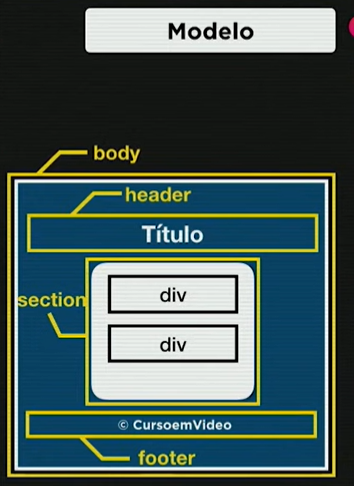 Modelo
body
header
Título
section
div
div
© CursoemVideo
footer